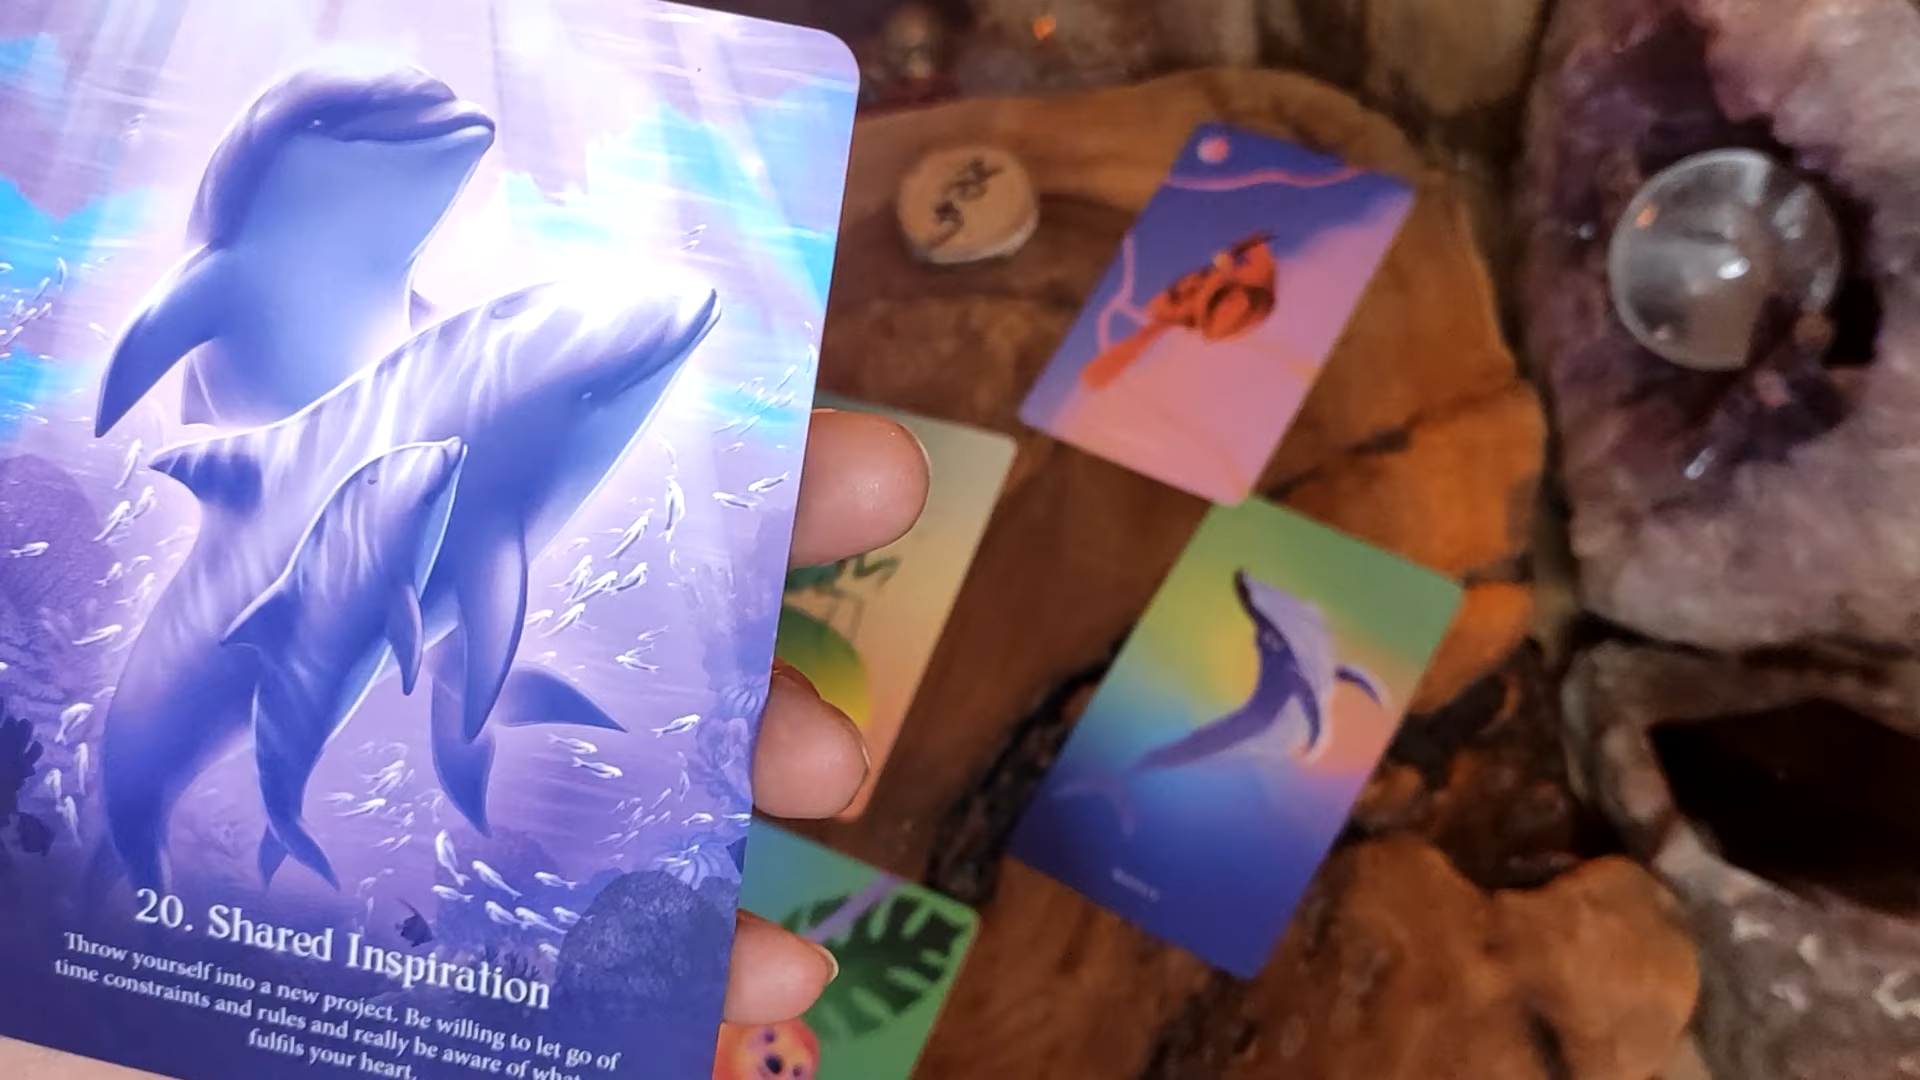 20. Shared Inspiration
Throw yourself into a new project. Be willing to let go of
time constraints and rules and really be aware of what
fulfils your heart.